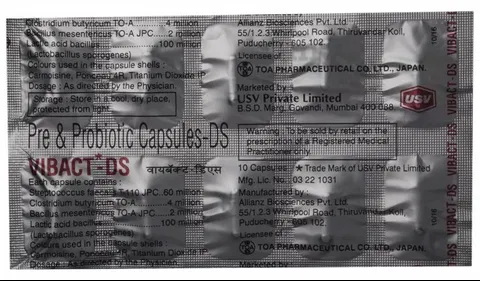 Clostridium butyricum TO-A 4 million
Bacillus mesentericus TO-A JPC 2 million
Lactic acid bacillus 100 million
(Lactobacillus sporogenes)
Colours used in the capsule shells :
Carmoisine, Ponceau 4R, Titanium Dioxide IP
Dosage : As directed by the Physician.
Storage : Store in a cool, dry place,
protected from light.
Pre & Probiotic Capsules-DS
VIBACT*-DS वायबॅक्ट-डिएस
Each capsule contains :
Streptococcus faecalis T-110 JPC 60 million
Clostridium butyricum TO-A 4 million
Bacillus mesentericus TO-A JPC 2 million
Lactic acid bacillus 100 million
(Lactobacillus sporogenes)
Colours used in the capsule shells :
Carmoisine, Ponceau 4R, Titanium Dioxide IP
Dosage : As directed by the Physician
Allianz Biosciences Pvt. Ltd.
55/1.2.3 Whirlpool Road, Thiruvandar Koil,
Puducherry - 605 102.
Licensee of
TOA PHARMACEUTICAL CO. LTD., JAPAN.
Marketed by :
USV Private Limited
B.S.D. Marg, Govandi, Mumbai 400 088
USV
Warning : To be sold by retail on the
prescription of a Registered Medical
Practitioner only.
10 Capsules * Trade Mark of USV Private Limited
Mfg. Lic. No.: 03 22 1031
Manufactured by :
Allianz Biosciences Pvt. Ltd.
55/1.2.3 Whirlpool Road, Thiruvandar Koil,
Puducherry - 605 102.
Licensee of
TOA PHARMACEUTICAL CO. LTD., JAPAN.
Marketed by
VIBACT-DS
VIBACT-DS
T-DS